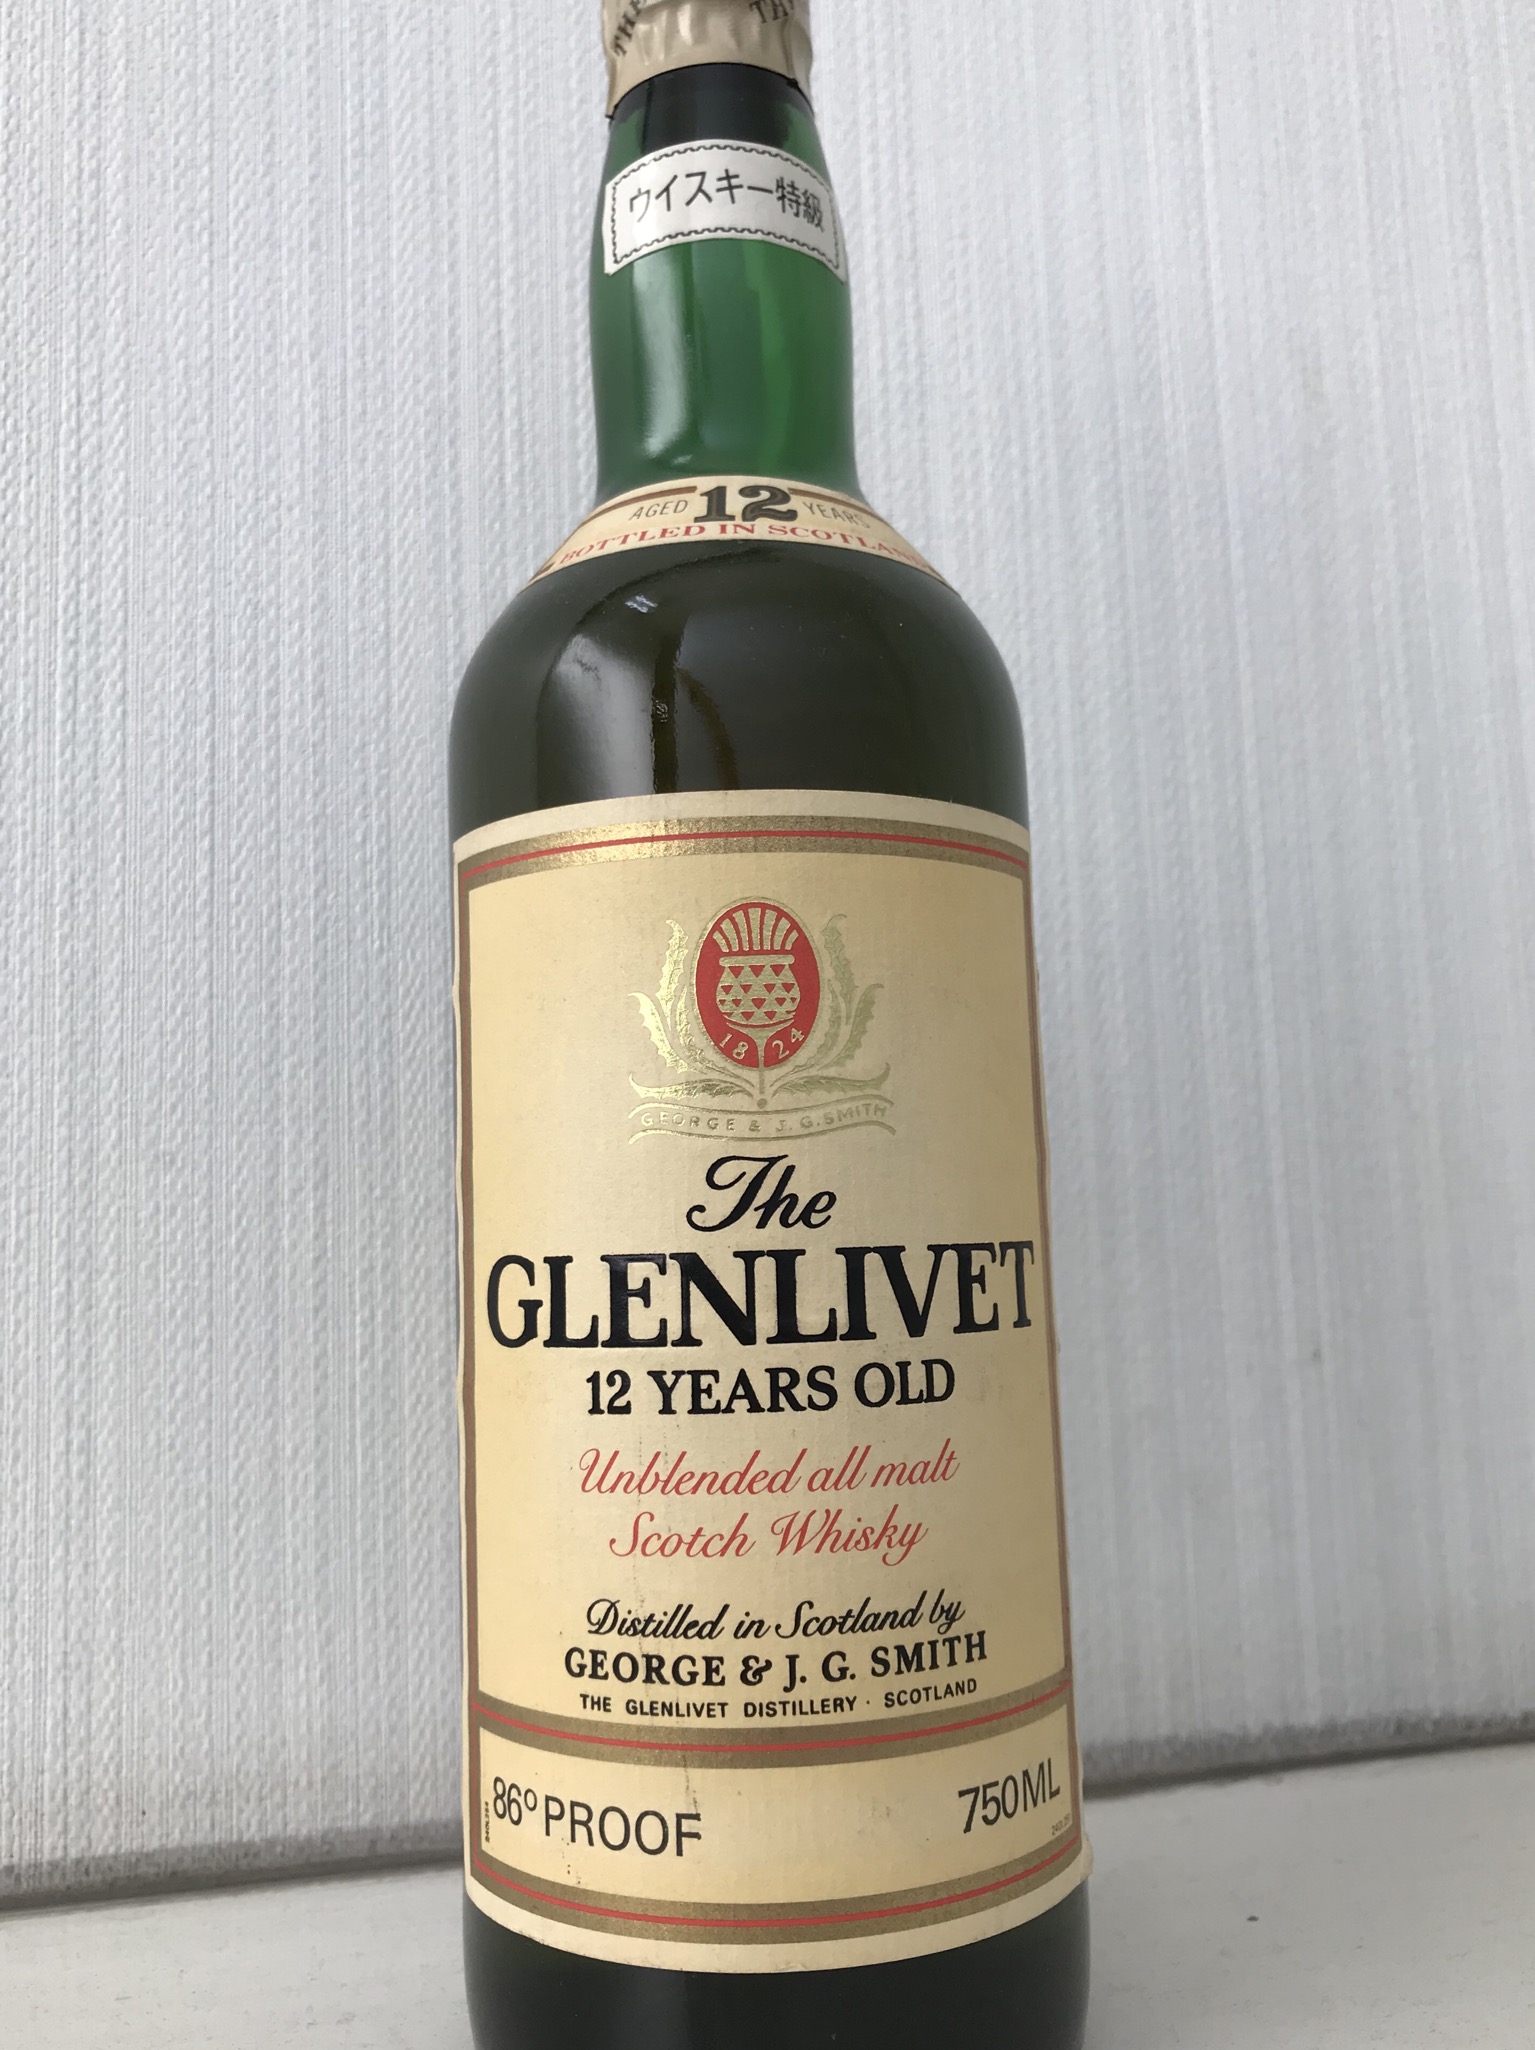 THE
TH
ウイスキー特級
AGED 12 YEARS
BOTTLED IN SCOTLAND
1824
GEORGE & J. G. SMITH
The
GLENLIVET
12 YEARS OLD
Unblended all malt
Scotch Whisky
Distilled in Scotland by
GEORGE & J. G. SMITH
THE GLENLIVET DISTILLERY · SCOTLAND
86° PROOF
750ML